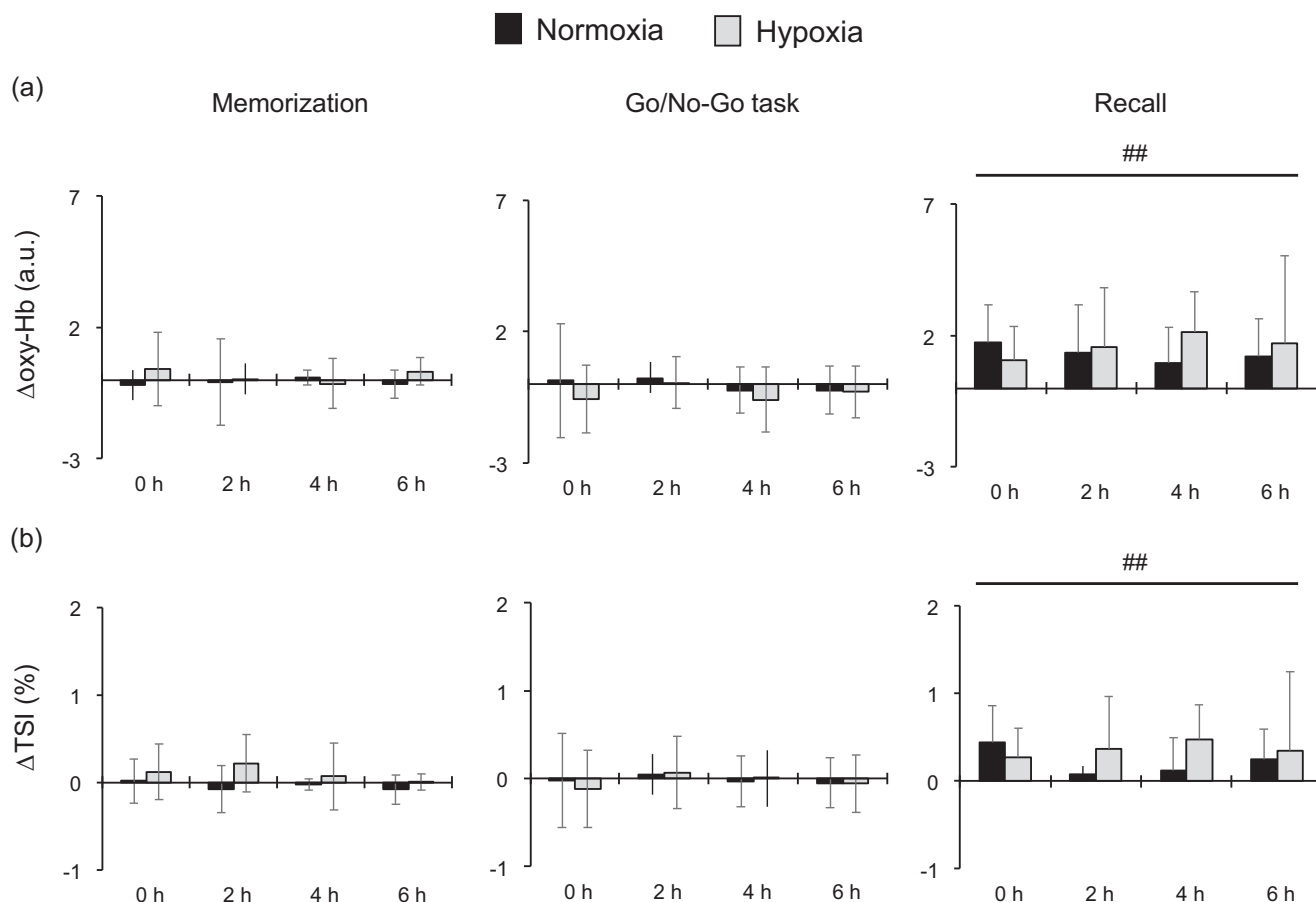 Normoxia Hypoxia
(a)
Memorization Go/No-Go task Recall
##
Δoxy-Hb (a.u.)
7
2
-3
0 h 2 h 4 h 6 h
7
2
-3
0 h 2 h 4 h 6 h
7
2
-3
0 h 2 h 4 h 6 h
(b)
##
ΔTSI (%)
2
1
0
-1
0 h 2 h 4 h 6 h
2
1
0
-1
0 h 2 h 4 h 6 h
2
1
0
-1
0 h 2 h 4 h 6 h